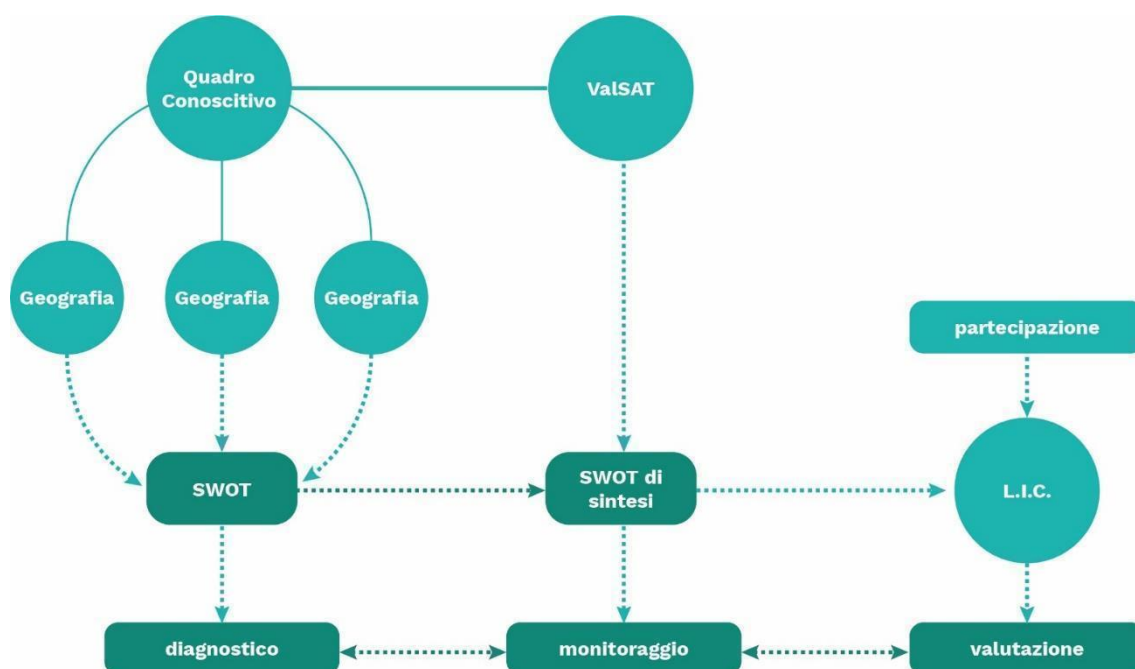 Quadro
Conoscitivo
ValSAT
Geografia
Geografia
Geografia
partecipazione
SWOT
SWOT di
sintesi
L.I.C.
diagnostico
monitoraggio
valutazione